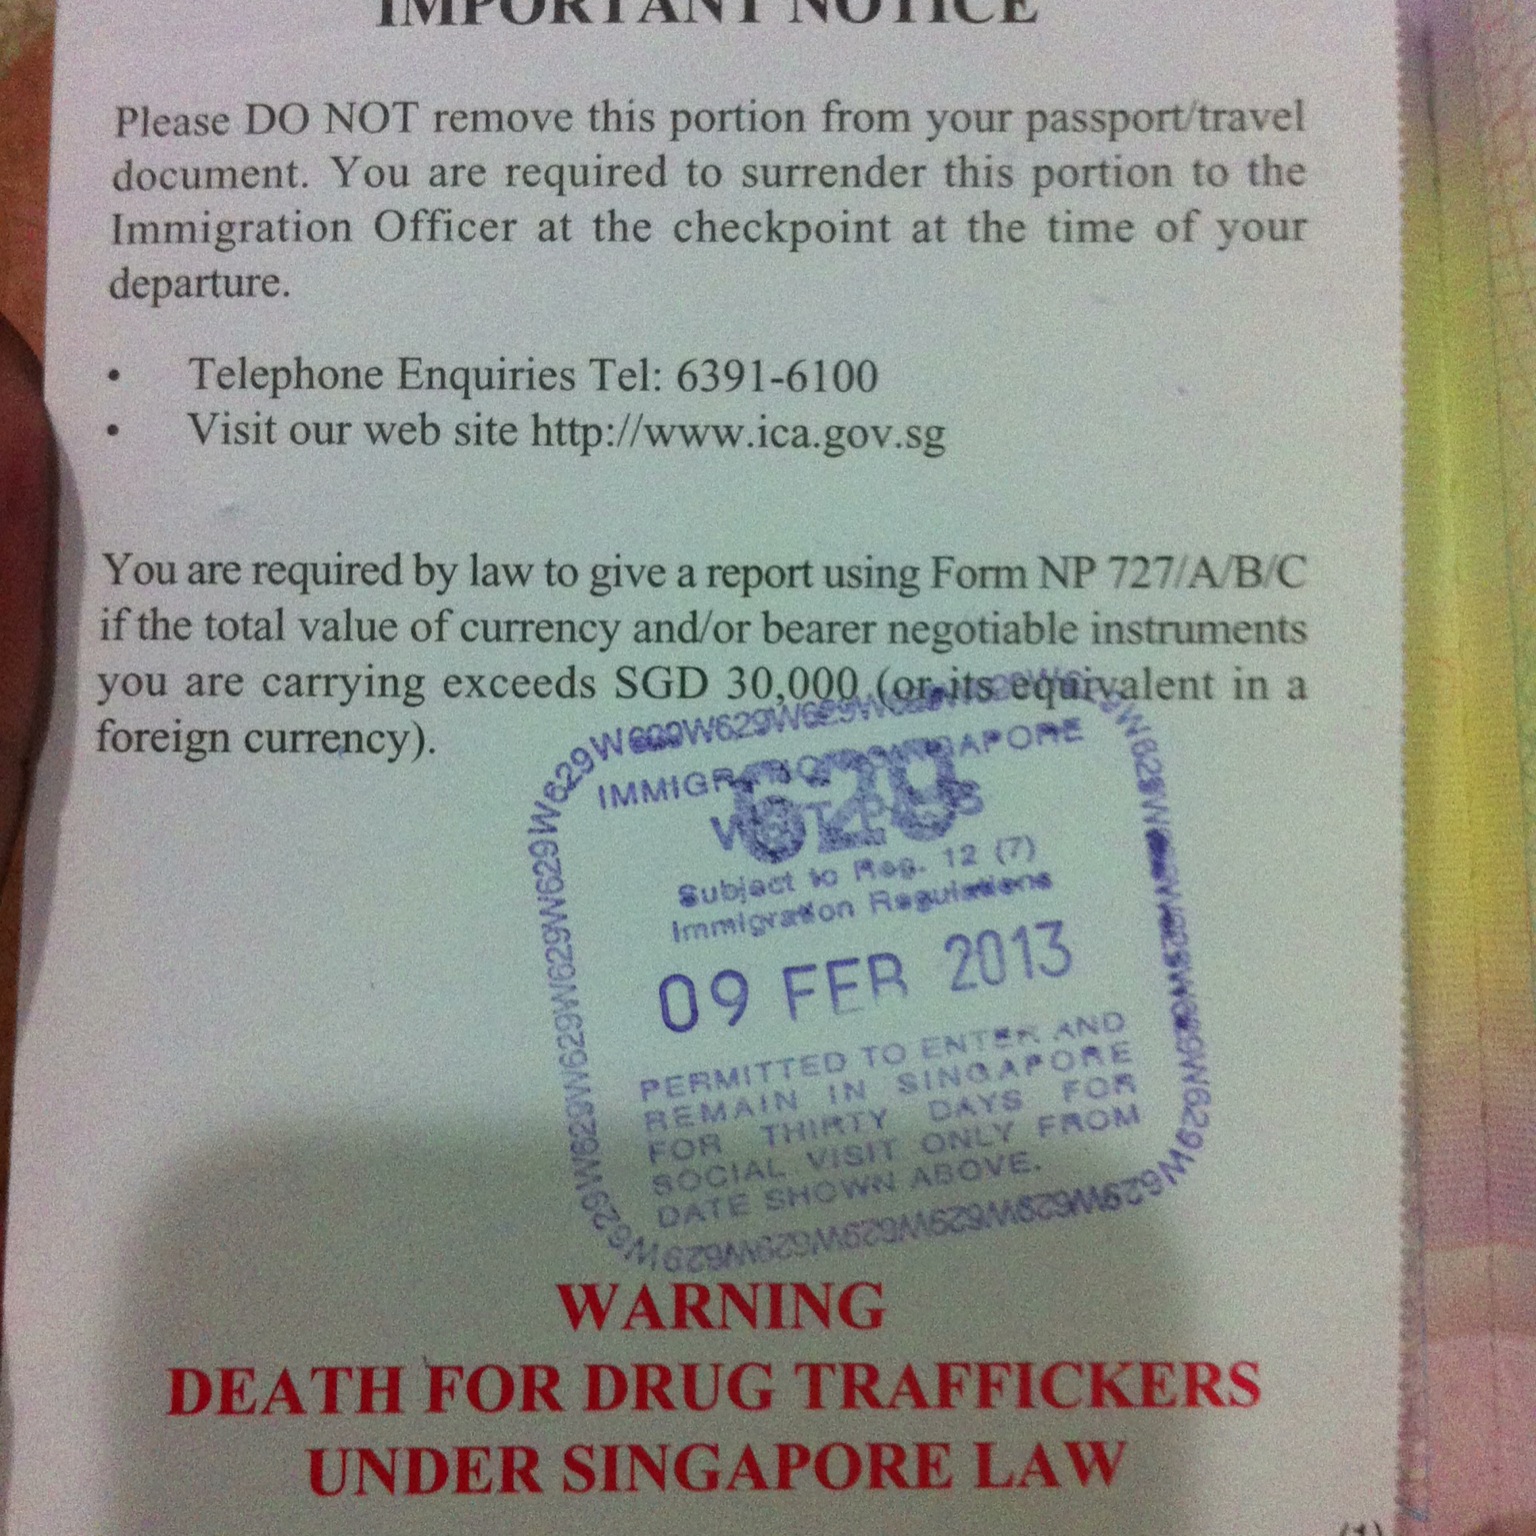 IMPORTANT NOTICE
Please DO NOT remove this portion from your passport/travel
document. You are required to surrender this portion to the
Immigration Officer at the checkpoint at the time of your
departure.
• Telephone Enquiries Tel: 6391-6100
• Visit our web site http://www.ica.gov.sg
You are required by law to give a report using Form NP 727/A/B/C
if the total value of currency and/or bearer negotiable instruments
you are carrying exceeds SGD 30,000 (or its equivalent in a
foreign currency).
629W629W629W629W629W629W629W629W
SINGAPORE
629
Subject to Reg. 12 (7)
Immigration Regulations
09 FEB 2013
PERMITTED TO ENTER AND
REMAIN IN SINGAPORE
FOR THIRTY DAYS FOR
SOCIAL VISIT ONLY FROM
DATE SHOWN ABOVE.
WARNING
DEATH FOR DRUG TRAFFICKERS
UNDER SINGAPORE LAW